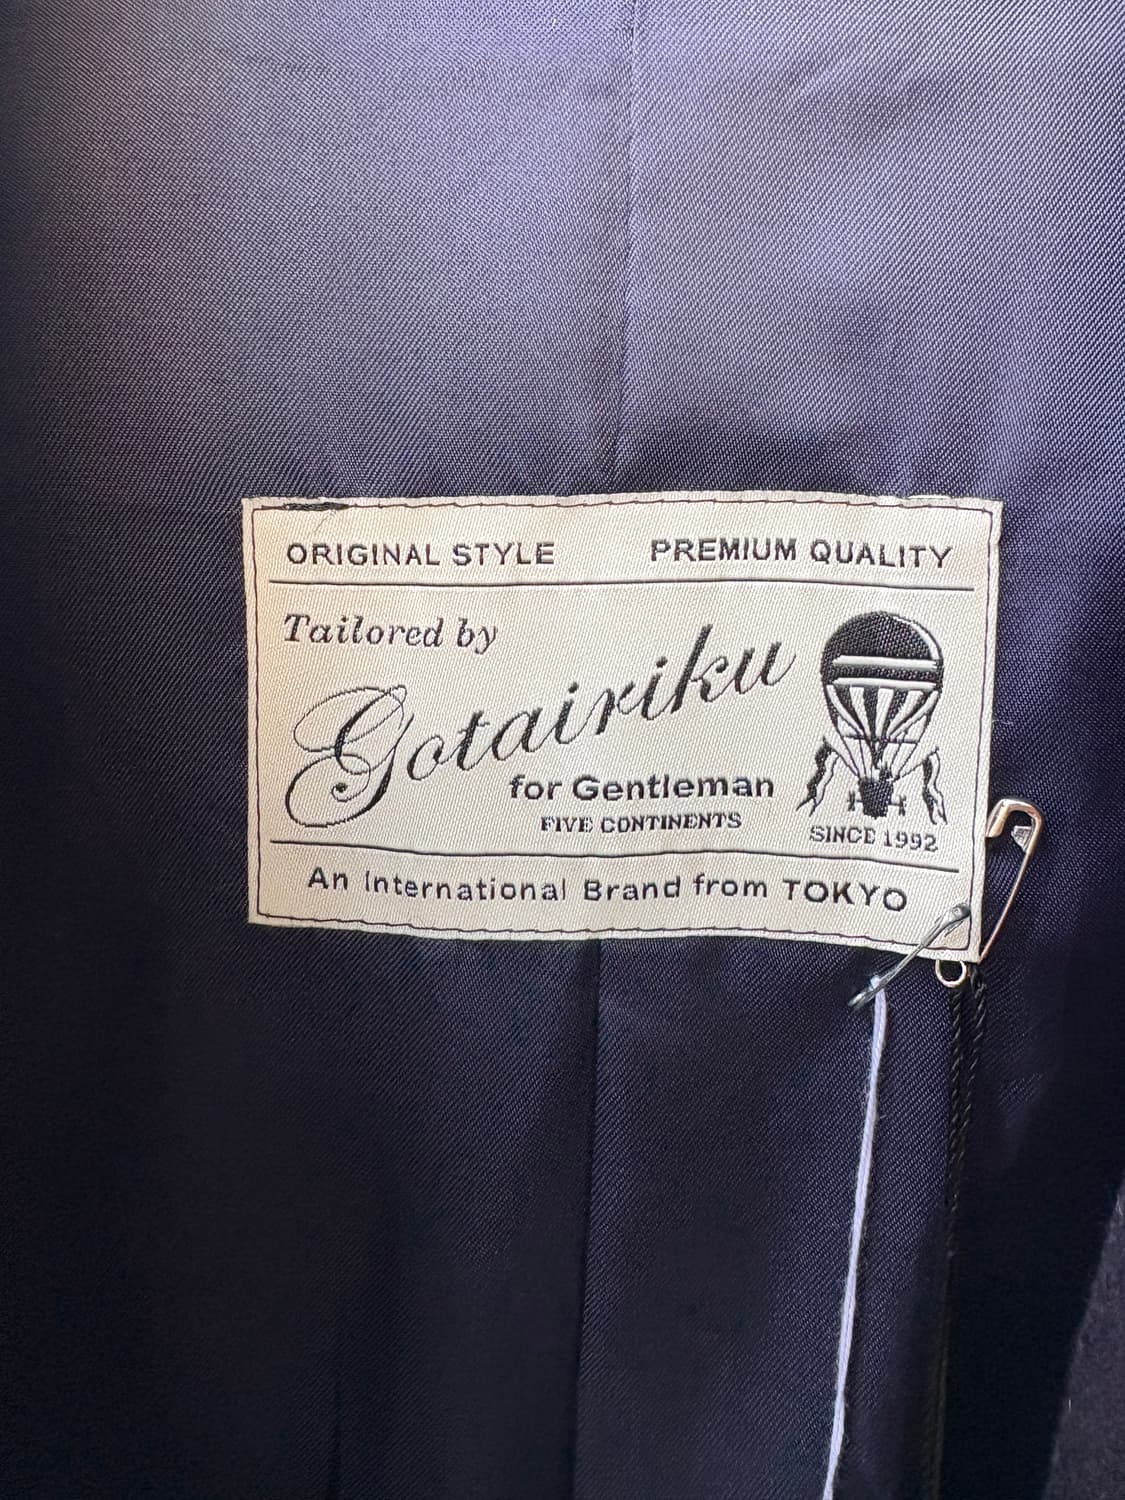 ORIGINAL STYLE PREMIUM QUALITY
Tailored by
Gotairiku
for Gentleman
FIVE CONTINENTS
SINCE 1992
An International Brand from TOKYO